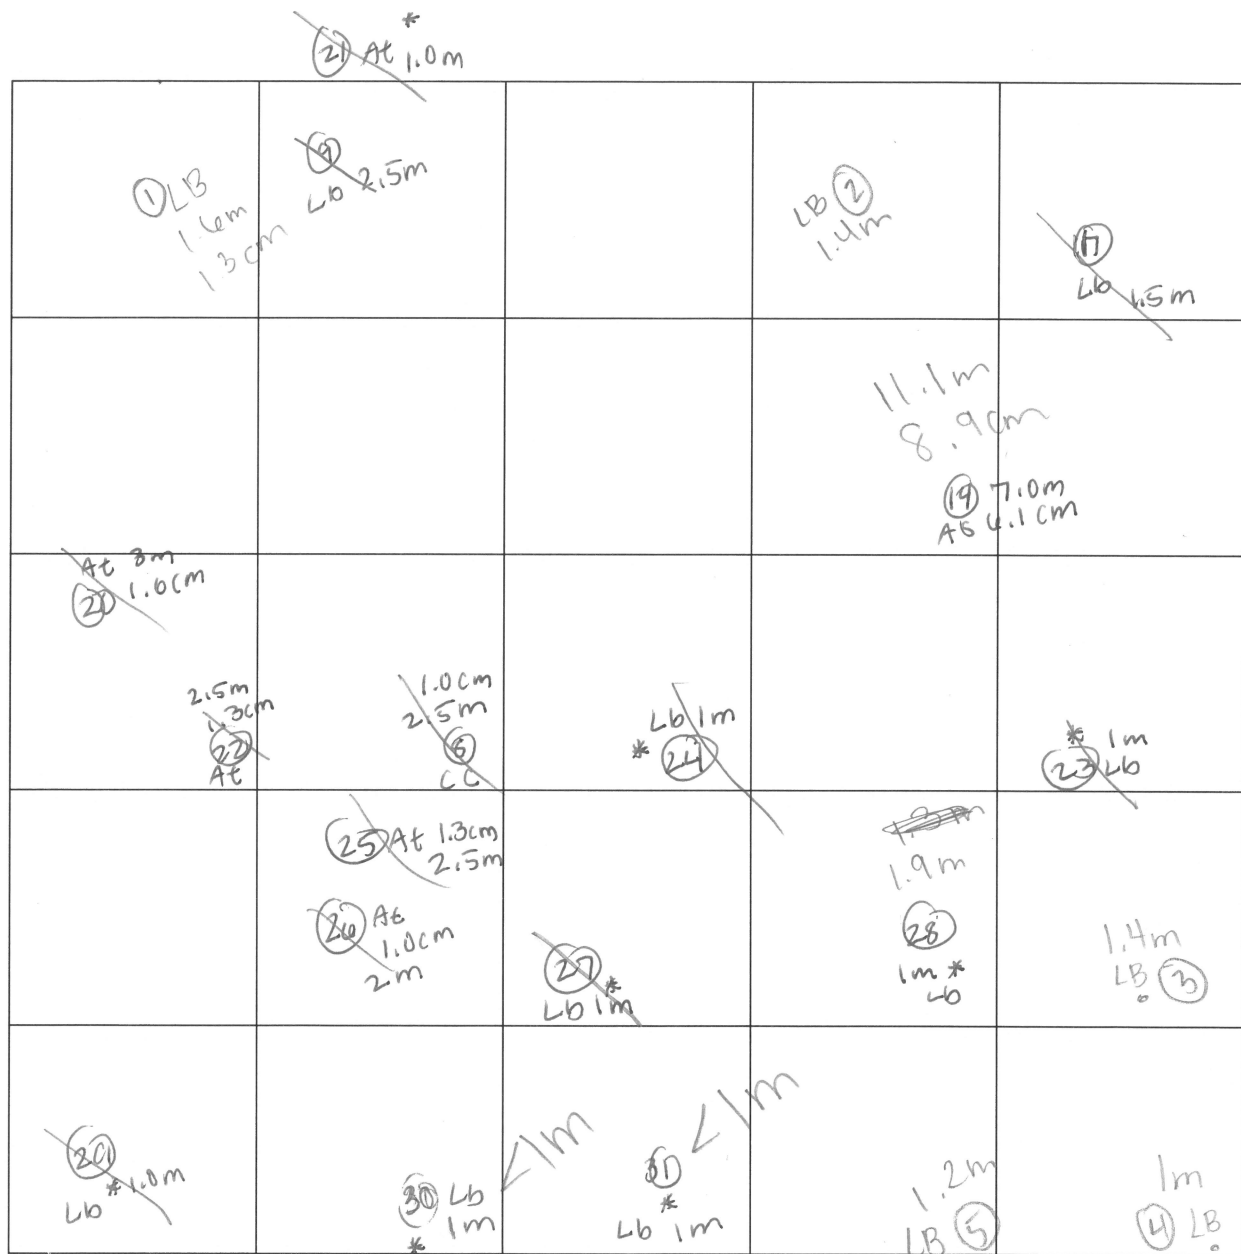 *
21 At 1.0m
9
Lb 2.5m
1 LB
1.6m
1.3cm
LB 2
1.4m
17
Lb 1.5m
11.1m
8.9cm
19 7.0m
At 6.1cm
At 3m
1.6cm
2.5m
1.3cm
22
At
1.0cm
2.5m
CC
Lb 1m
* 24
* 1m
23 Lb
25 At 1.3cm
2.5m
26 At
1.0cm
2m
27 *
Lb 1m
1.9m
28
1m *
Lb
1.4m
LB 3
29
Lb * 1.0m
30 Lb
1m
*
<1m
31
*
Lb 1m
<1m
1.2m
LB 5
1m
4 LB